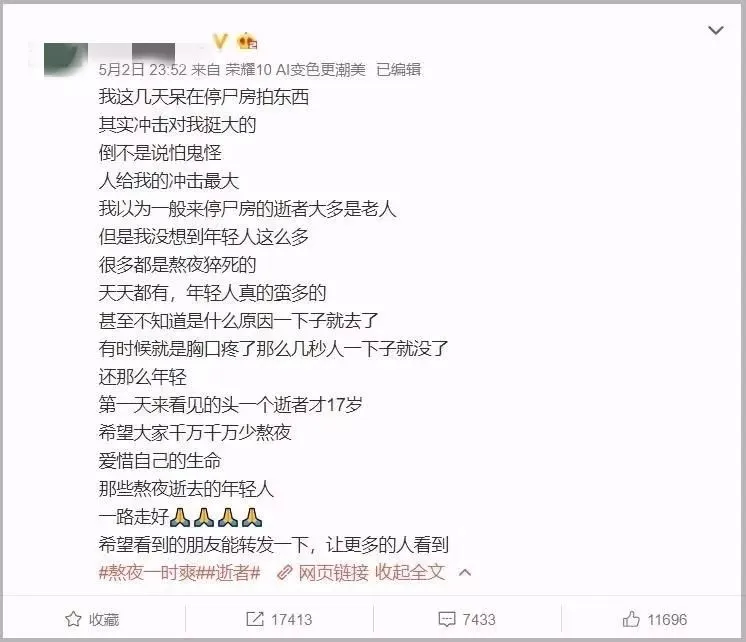 5月2日 23:52 来自 荣耀10 AI变色更潮美 已编辑
我这几天呆在停尸房拍东西
其实冲击对我挺大的
倒不是说怕鬼怪
人给我的冲击最大
我以为一般来停尸房的逝者大多是老人
但是我没想到年轻人这么多
很多都是熬夜猝死的
天天都有，年轻人真的蛮多的
甚至不知道是什么原因一下子就去了
有时候就是胸口疼了那么几秒人一下子就没了
还那么年轻
第一天来看见的头一个逝者才17岁
希望大家千万千万少熬夜
爱惜自己的生命
那些熬夜逝去的年轻人
一路走好🙏🙏🙏🙏
希望看到的朋友能转发一下，让更多的人看到
#熬夜一时爽##逝者# 网页链接 收起全文
收藏 17413 7433 11696